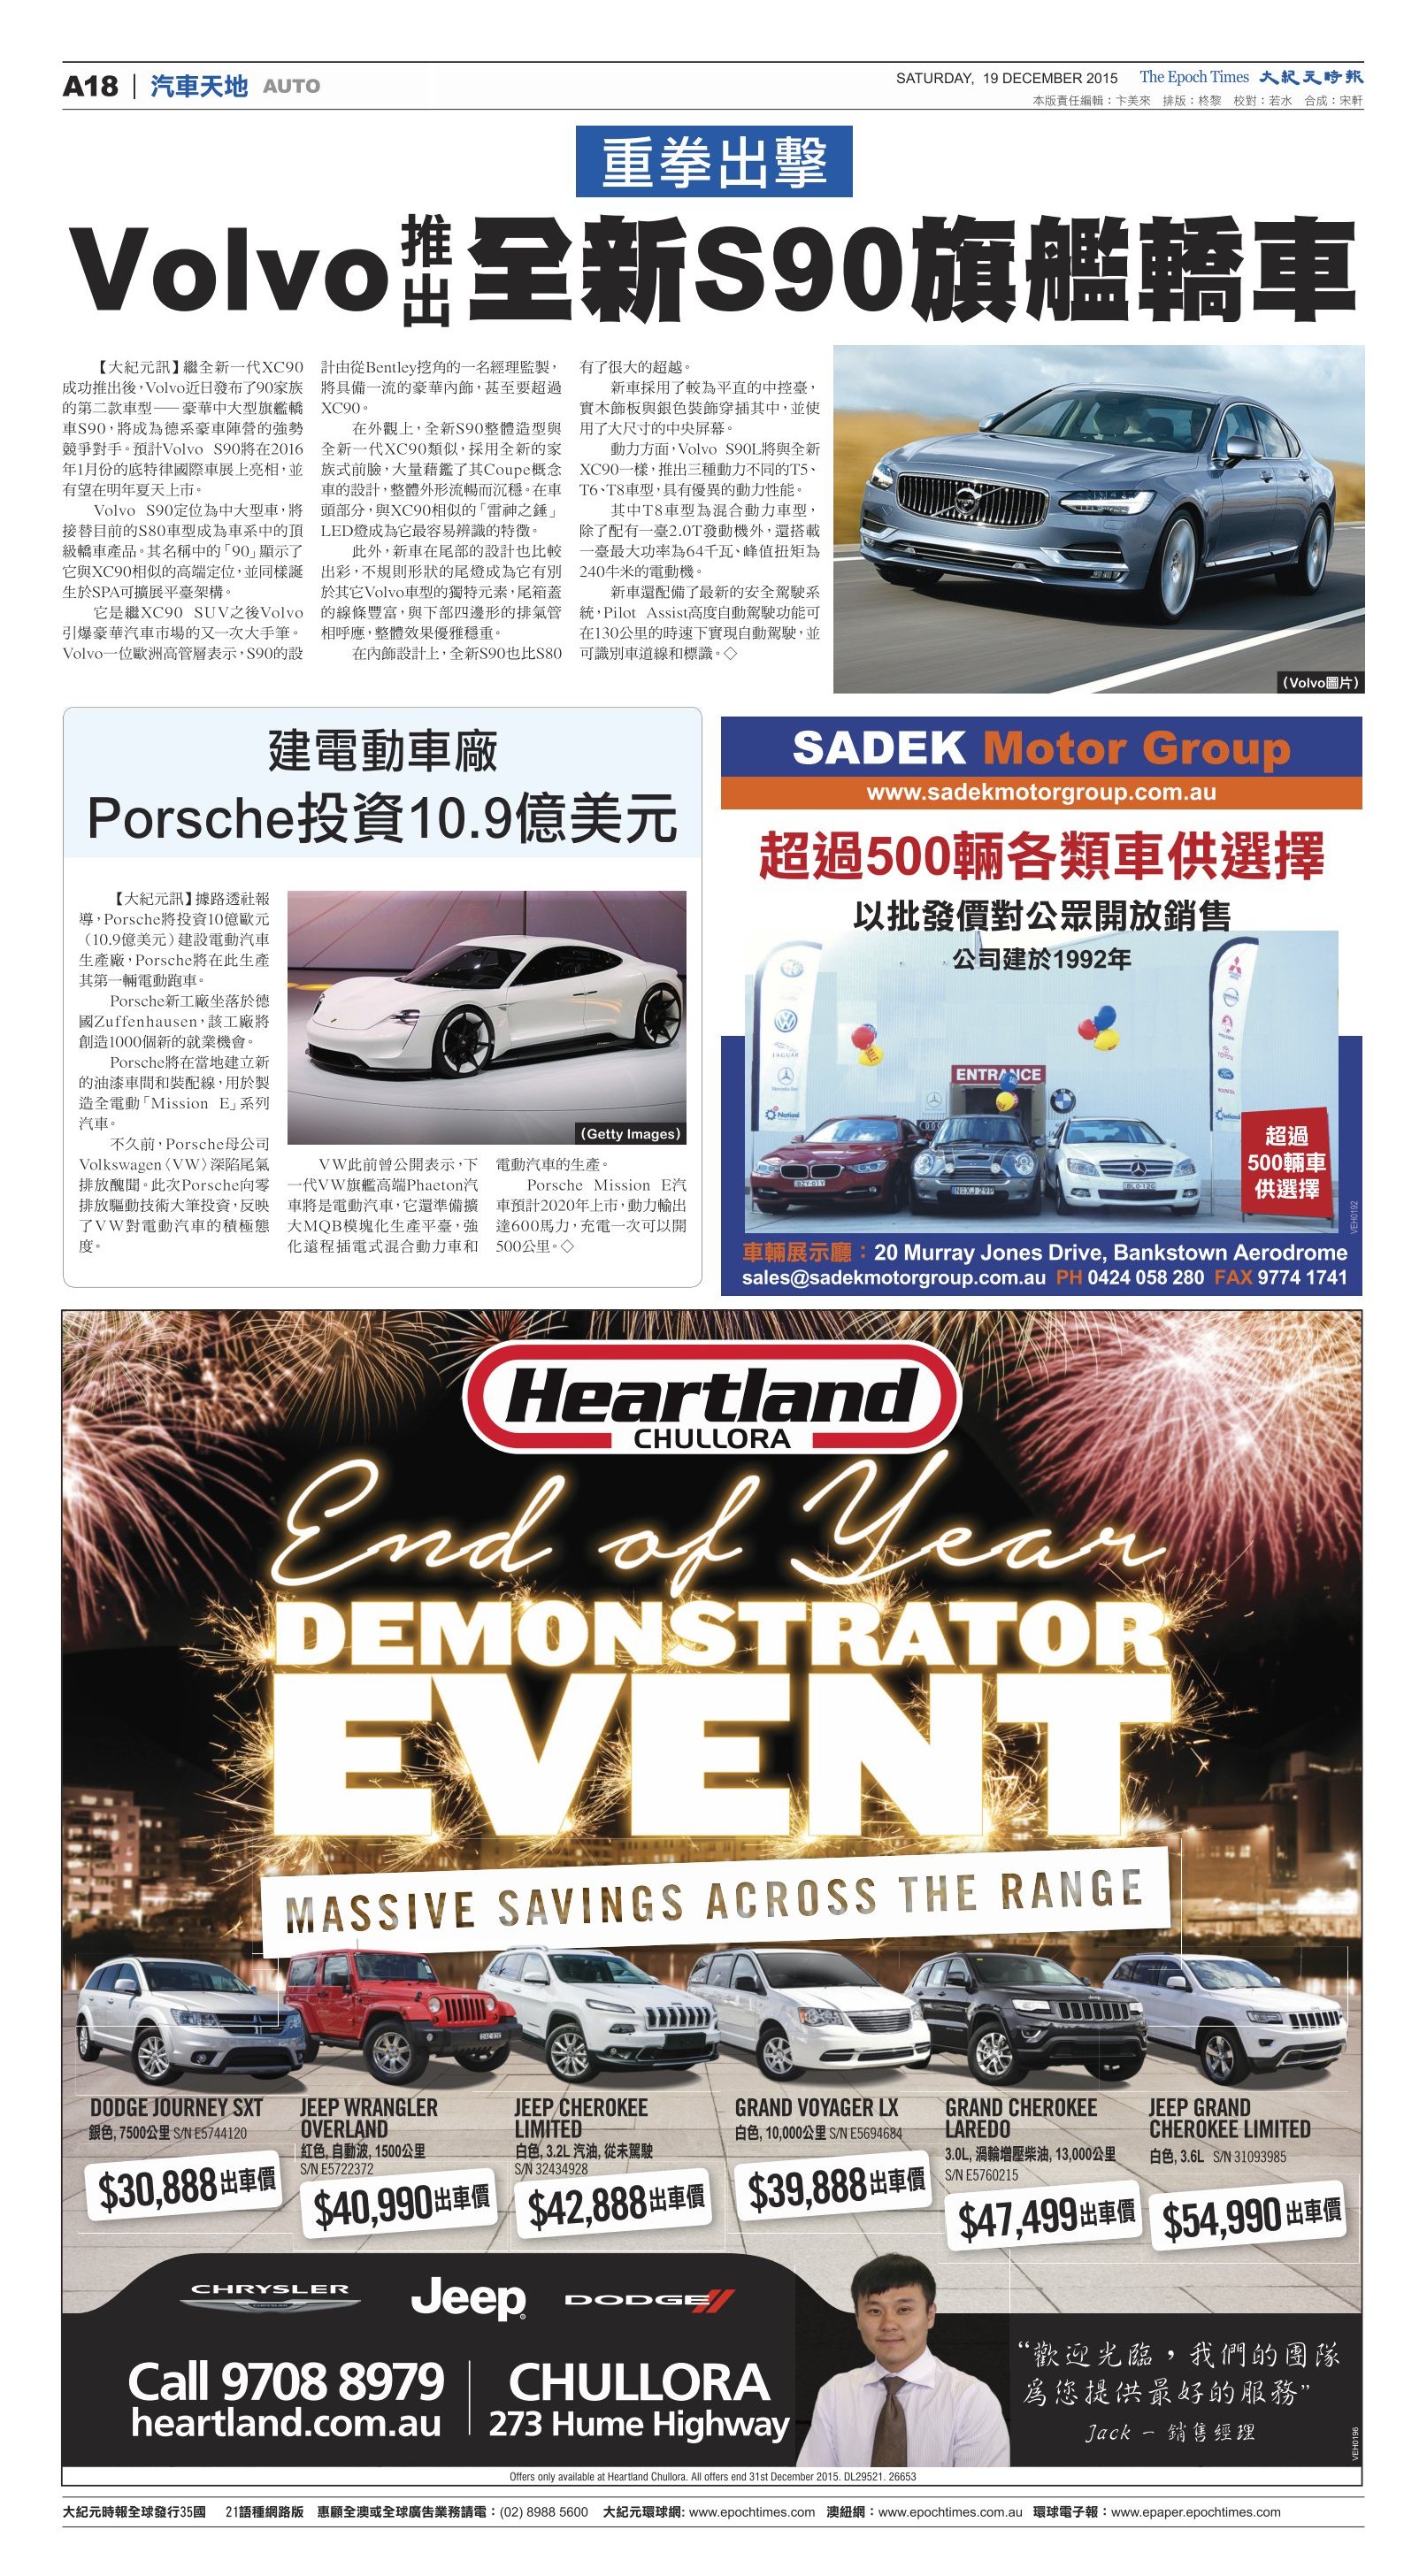 A18 | 汽車天地 AUTO
SATURDAY, 19 DECEMBER 2015 The Epoch Times 大紀元時報
本版責任編輯：卞美來 排版：柊黎 校對：若水 合成：宋軒
重拳出擊
Volvo推出全新S90旗艦轎車
【大紀元訊】繼全新一代XC90
成功推出後，Volvo近日發布了90家族
的第二款車型——豪華中大型旗艦轎
車S90，將成為德系豪車陣營的強勢
競爭對手。預計Volvo S90將在2016
年1月份的底特律國際車展上亮相，並
有望在明年夏天上市。
Volvo S90定位為中大型車，將
接替目前的S80車型成為車系中的頂
級轎車產品。其名稱中的「90」顯示了
它與XC90相似的高端定位，並同樣誕
生於SPA可擴展平臺架構。
它是繼XC90 SUV之後Volvo
引爆豪華汽車市場的又一次大手筆。
Volvo一位歐洲高管層表示，S90的設
計由從Bentley挖角的一名經理監製，
將具備一流的豪華內飾，甚至要超過
XC90。
在外觀上，全新S90整體造型與
全新一代XC90類似，採用全新的家
族式前臉，大量藉鑑了其Coupe概念
車的設計，整體外形流暢而沉穩。在車
頭部分，與XC90相似的「雷神之錘」
LED燈成為它最容易辨識的特徵。
此外，新車在尾部的設計也比較
出彩，不規則形狀的尾燈成為它有別
於其它Volvo車型的獨特元素，尾箱蓋
的線條豐富，與下部四邊形的排氣管
相呼應，整體效果優雅穩重。
在內飾設計上，全新S90也比S80
有了很大的超越。
新車採用了較為平直的中控臺，
實木飾板與銀色裝飾穿插其中，並使
用了大尺寸的中央屏幕。
動力方面，Volvo S90L將與全新
XC90一樣，推出三種動力不同的T5、
T6、T8車型，具有優異的動力性能。
其中T8車型為混合動力車型，
除了配有一臺2.0T發動機外，還搭載
一臺最大功率為64千瓦、峰值扭矩為
240牛米的電動機。
新車還配備了最新的安全駕駛系
統，Pilot Assist高度自動駕駛功能可
在130公里的時速下實現自動駕駛，並
可識別車道線和標識。◇
（Volvo圖片）
建電動車廠
Porsche投資10.9億美元
【大紀元訊】據路透社報
導，Porsche將投資10億歐元
（10.9億美元）建設電動汽車
生產廠，Porsche將在此生產
其第一輛電動跑車。
Porsche新工廠坐落於德
國Zuffenhausen，該工廠將
創造1000個新的就業機會。
Porsche將在當地建立新
的油漆車間和裝配線，用於製
造全電動「Mission E」系列
汽車。
不久前，Porsche母公司
Volkswagen（VW）深陷尾氣
排放醜聞。此次Porsche向零
排放驅動技術大筆投資，反映
了VW對電動汽車的積極態
度。
（Getty Images）
VW此前曾公開表示，下
一代VW旗艦高端Phaeton汽
車將是電動汽車，它還準備擴
大MQB模塊化生產平臺，強
化遠程插電式混合動力車和
電動汽車的生產。
Porsche Mission E汽
車預計2020年上市，動力輸出
達600馬力，充電一次可以開
500公里。◇
SADEK Motor Group
www.sadekmotorgroup.com.au
超過500輛各類車供選擇
以批發價對公眾開放銷售
公司建於1992年
JAGUAR
National
ENTRANCE
TOYOTA
超過
500輛車
供選擇
VEH0192
車輛展示廳：20 Murray Jones Drive, Bankstown Aerodrome
sales@sadekmotorgroup.com.au PH 0424 058 280 FAX 9774 1741
Heartland
CHULLORA
End of Year
DEMONSTRATOR
EVENT
MASSIVE SAVINGS ACROSS THE RANGE
DODGE JOURNEY SXT
銀色, 7500公里 S/N E5744120
$30,888出車價
JEEP WRANGLER
OVERLAND
紅色, 自動波, 1500公里
S/N E5722372
$40,990出車價
JEEP CHEROKEE
LIMITED
白色, 3.2L 汽油, 從未駕駛
S/N 32434928
$42,888出車價
GRAND VOYAGER LX
白色, 10,000公里 S/N E5694684
$39,888出車價
GRAND CHEROKEE
LAREDO
3.0L, 渦輪增壓柴油, 13,000公里
S/N E5760215
$47,499出車價
JEEP GRAND
CHEROKEE LIMITED
白色, 3.6L S/N 31093985
$54,990出車價
CHRYSLER
Jeep
DODGE
Call 9708 8979
heartland.com.au
CHULLORA
273 Hume Highway
“歡迎光臨，我們的團隊
為您提供最好的服務”
Jack － 銷售經理
VEH0196
Offers only available at Heartland Chullora. All offers end 31st December 2015. DL29521. 26653
大紀元時報全球發行35國 21語種網路版 惠顧全澳或全球廣告業務請電：(02) 8988 5600 大紀元環球網: www.epochtimes.com 澳紐網：www.epochtimes.com.au 環球電子報：www.epaper.epochtimes.com